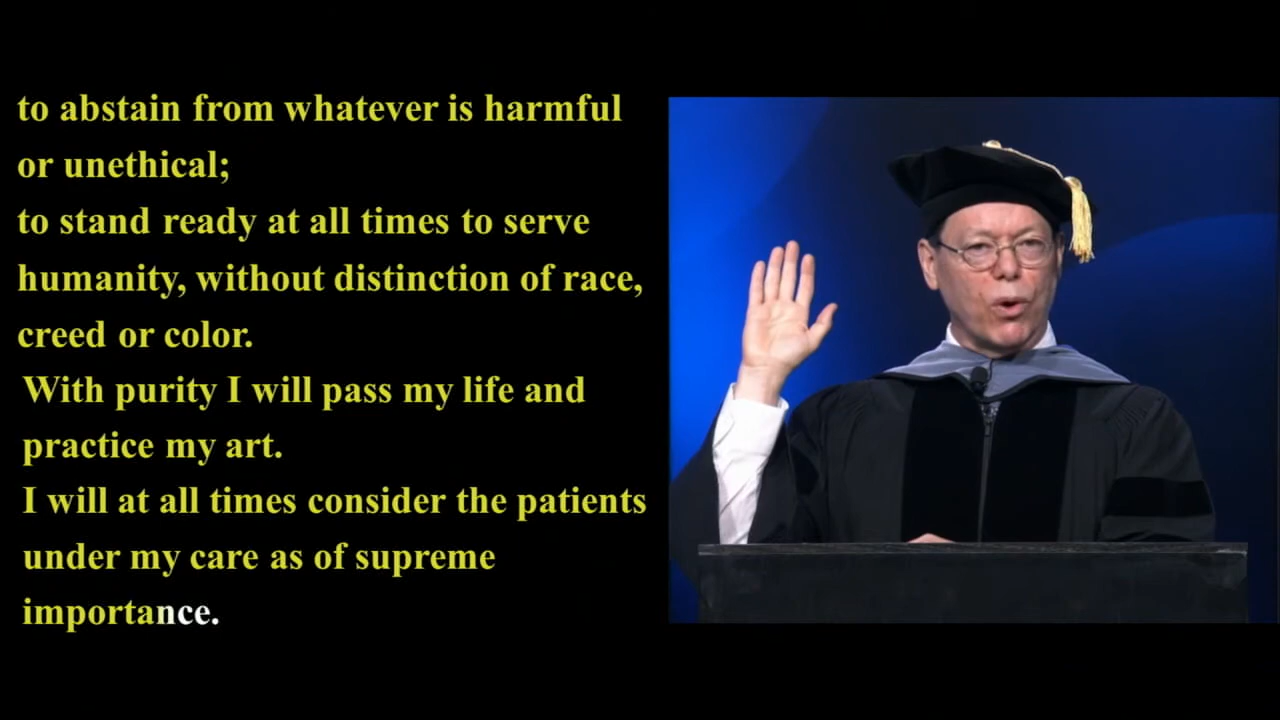 to abstain from whatever is harmful
or unethical;
to stand ready at all times to serve
humanity, without distinction of race,
creed or color.
With purity I will pass my life and
practice my art.
I will at all times consider the patients
under my care as of supreme
importance.